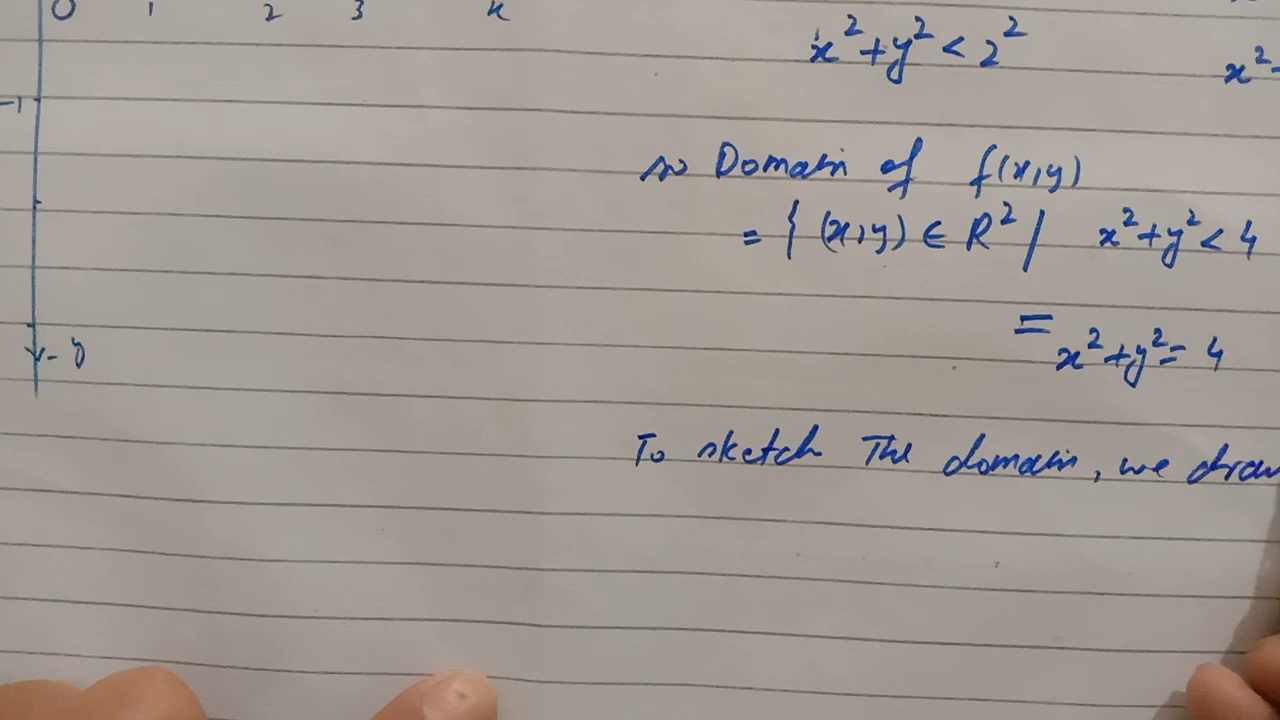 0 1 2 3 x
x²+y² < 2²
x²-
-1
so Domain of f(x,y)
= { (x,y) ∈ R² / x²+y² < 4
=
x²+y² = 4
-y
To sketch The domain, we draw